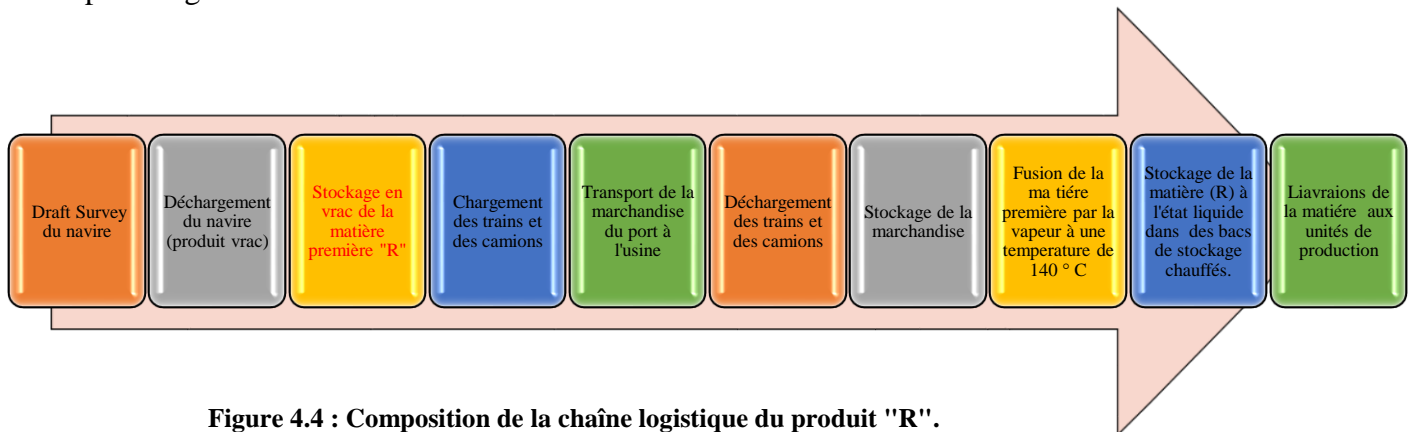 Draft Survey
du navire
Déchargement
du navire
(produit vrac)
Stockage en
vrac de la
matière
première "R"
Chargement
des trains et
des camions
Transport de la
marchandise
du port à
l'usine
Déchargement
des trains et
des camions
Stockage de la
marchandise
Fusion de la
ma tiére
première par la
vapeur à une
temperature de
140 ° C
Stockage de la
matière (R) à
l'état liquide
dans des bacs
de stockage
chauffés.
Liavraions de
la matiére aux
unités de
production
Figure 4.4 : Composition de la chaîne logistique du produit "R".